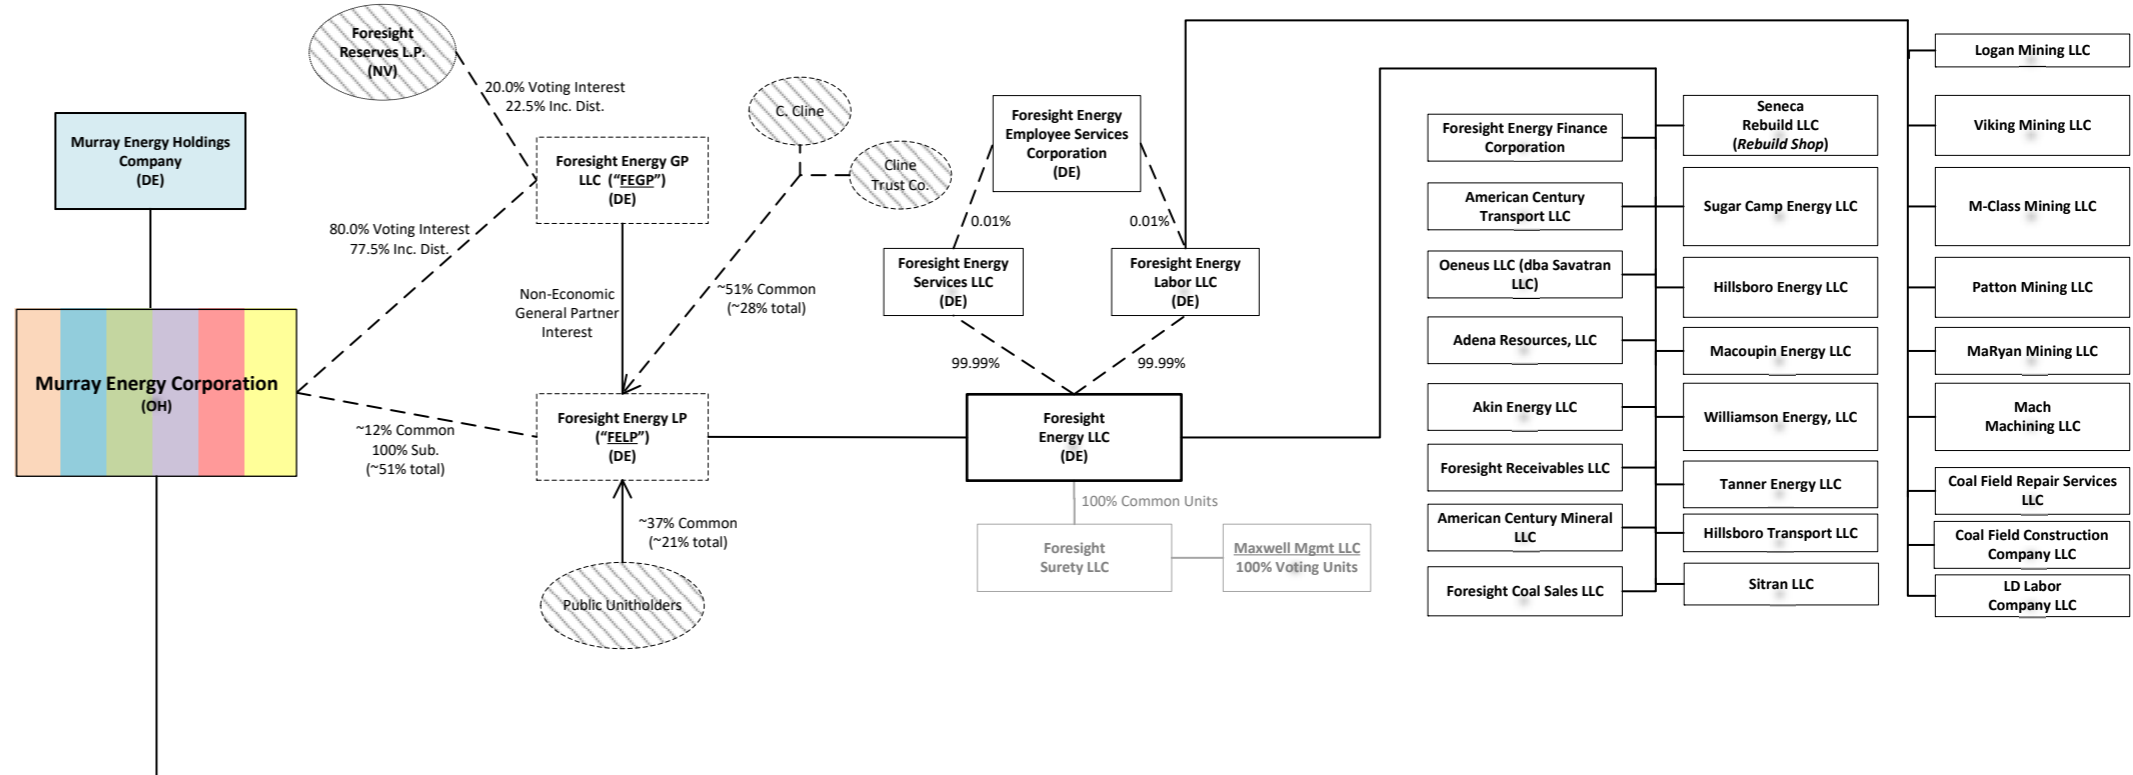 Foresight
Reserves L.P.
(NV)
20.0% Voting Interest
22.5% Inc. Dist.
Murray Energy Holdings
Company
(DE)
80.0% Voting Interest
77.5% Inc. Dist.
Murray Energy Corporation
(OH)
~12% Common
100% Sub.
(~51% total)
Foresight Energy GP
LLC ("FEGP")
(DE)
Non-Economic
General Partner
Interest
C. Cline
Cline
Trust Co.
~51% Common
(~28% total)
Foresight Energy LP
("FELP")
(DE)
~37% Common
(~21% total)
Public Unitholders
Foresight Energy
Employee Services
Corporation
(DE)
0.01%
0.01%
Foresight Energy
Services LLC
(DE)
Foresight Energy
Labor LLC
(DE)
99.99%
99.99%
Foresight
Energy LLC
(DE)
100% Common Units
Foresight
Surety LLC
Maxwell Mgmt LLC
100% Voting Units
Foresight Energy Finance
Corporation
American Century
Transport LLC
Oeneus LLC (dba Savatran
LLC)
Adena Resources, LLC
Akin Energy LLC
Foresight Receivables LLC
American Century Mineral
LLC
Foresight Coal Sales LLC
Seneca
Rebuild LLC
(Rebuild Shop)
Sugar Camp Energy LLC
Hillsboro Energy LLC
Macoupin Energy LLC
Williamson Energy, LLC
Tanner Energy LLC
Hillsboro Transport LLC
Sitran LLC
Logan Mining LLC
Viking Mining LLC
M-Class Mining LLC
Patton Mining LLC
MaRyan Mining LLC
Mach
Machining LLC
Coal Field Repair Services
LLC
Coal Field Construction
Company LLC
LD Labor
Company LLC